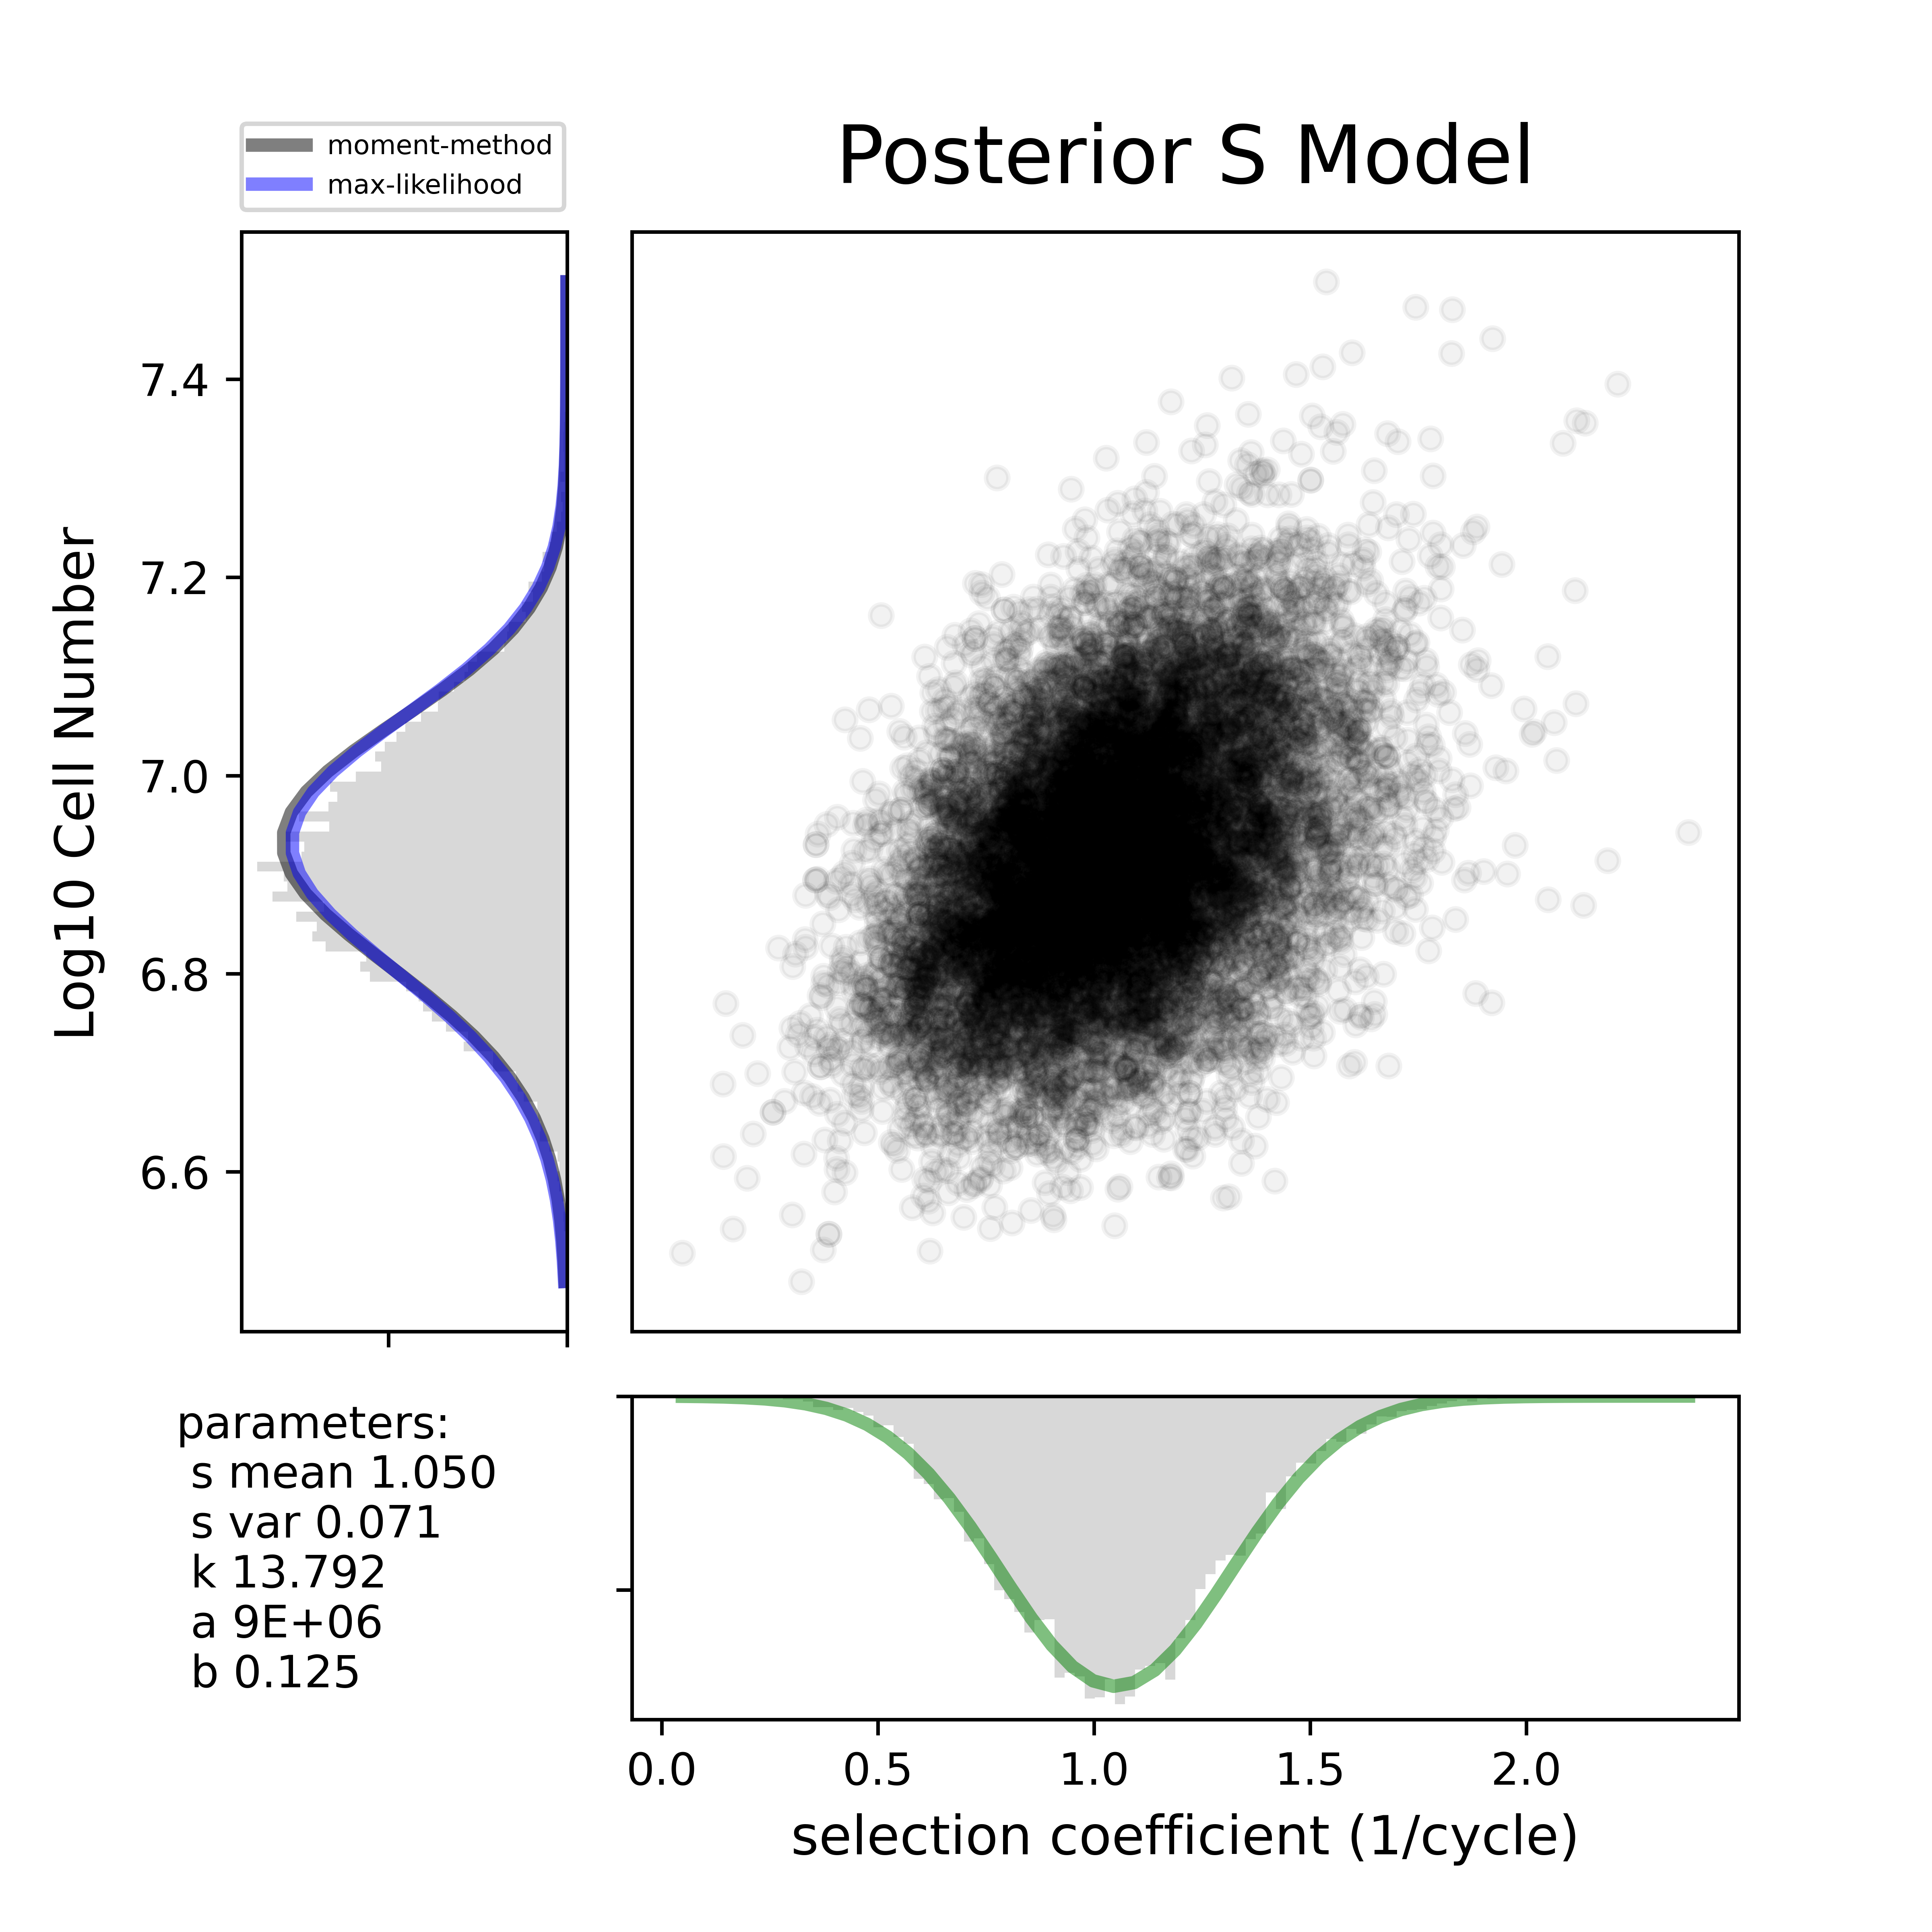 moment-method
max-likelihood
Posterior S Model
Log10 Cell Number
7.4
7.2
7.0
6.8
6.6
parameters:
s mean 1.050
s var 0.071
k 13.792
a 9E+06
b 0.125
0.0 0.5 1.0 1.5 2.0
selection coefficient (1/cycle)